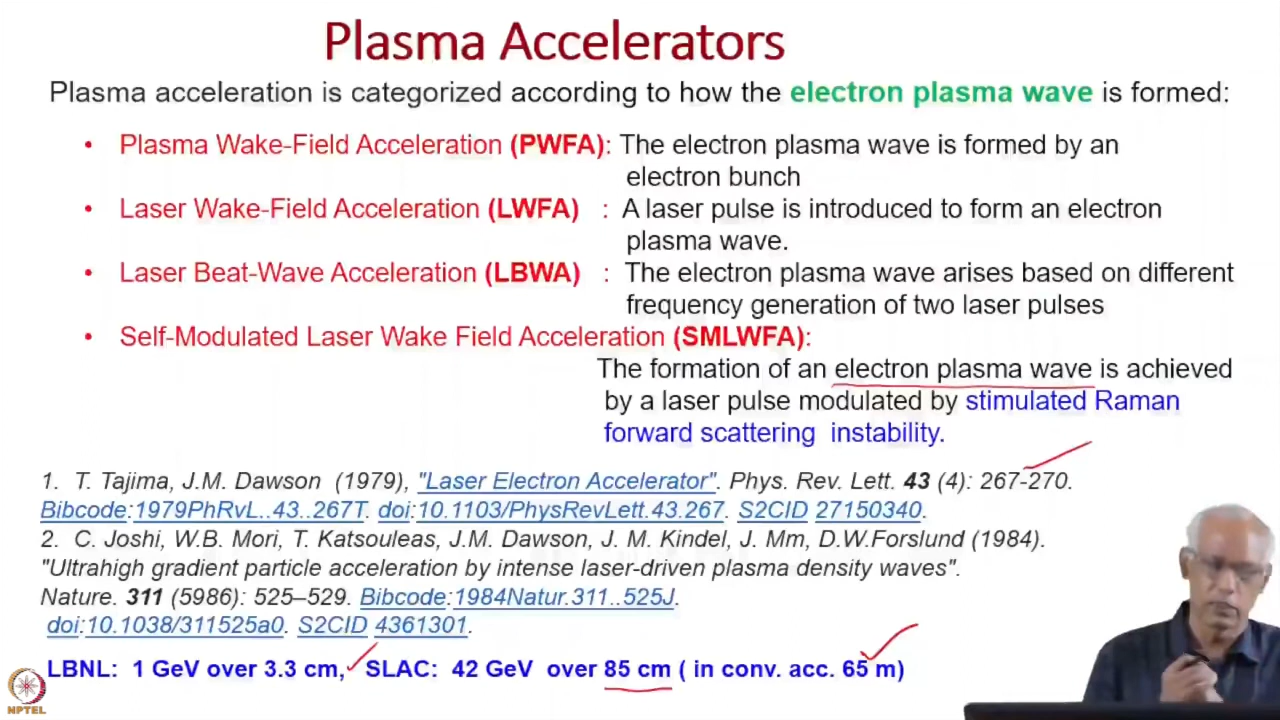 Plasma Accelerators
Plasma acceleration is categorized according to how the electron plasma wave is formed:
• Plasma Wake-Field Acceleration (PWFA): The electron plasma wave is formed by an
electron bunch
• Laser Wake-Field Acceleration (LWFA) : A laser pulse is introduced to form an electron
plasma wave.
• Laser Beat-Wave Acceleration (LBWA) : The electron plasma wave arises based on different
frequency generation of two laser pulses
• Self-Modulated Laser Wake Field Acceleration (SMLWFA):
The formation of an electron plasma wave is achieved
by a laser pulse modulated by stimulated Raman
forward scattering instability.
1. T. Tajima, J.M. Dawson (1979), "Laser Electron Accelerator". Phys. Rev. Lett. 43 (4): 267-270.
Bibcode:1979PhRvL..43..267T. doi:10.1103/PhysRevLett.43.267. S2CID 27150340.
2. C. Joshi, W.B. Mori, T. Katsouleas, J.M. Dawson, J. M. Kindel, J. Mm, D.W.Forslund (1984).
"Ultrahigh gradient particle acceleration by intense laser-driven plasma density waves".
Nature. 311 (5986): 525–529. Bibcode:1984Natur.311..525J.
doi:10.1038/311525a0. S2CID 4361301.
LBNL: 1 GeV over 3.3 cm, SLAC: 42 GeV over 85 cm ( in conv. acc. 65 m)
NPTEL